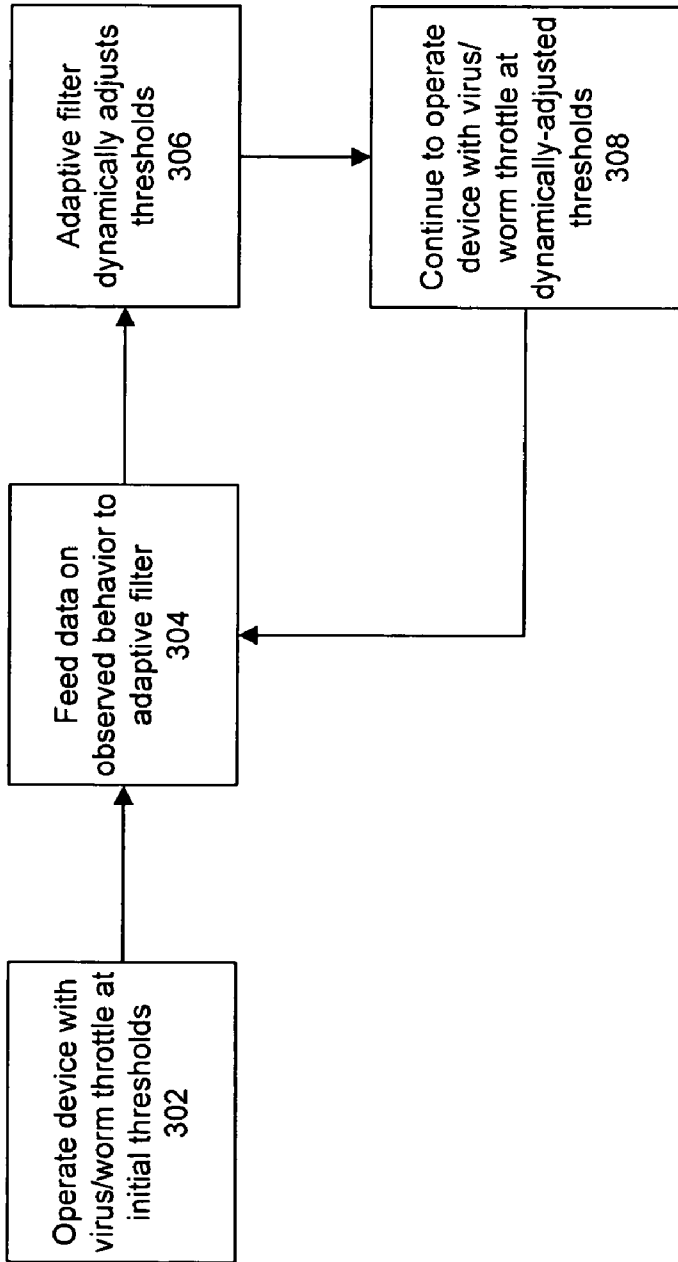 Operate device with
virus/worm throttle at
initial thresholds
302
Feed data on
observed behavior to
adaptive filter
304
Adaptive filter
dynamically adjusts
thresholds
306
Continue to operate
device with virus/
worm throttle at
dynamically-adjusted
thresholds
308